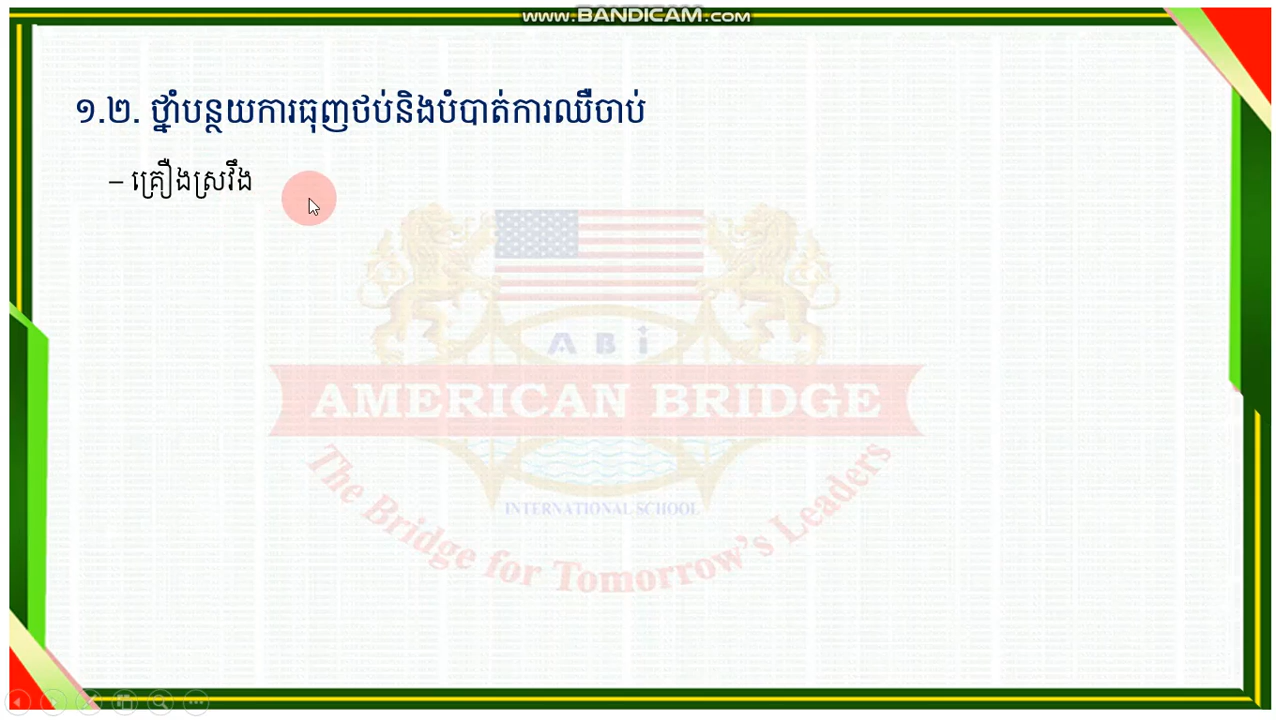 www.BANDICAM.com
១.២. ថ្នាំបន្ថយការធុញថប់និងបំបាត់ការឈឺចាប់
– គ្រឿងស្រវឹង
A B i
AMERICAN BRIDGE
INTERNATIONAL SCHOOL
The Bridge for Tomorrow's Leaders